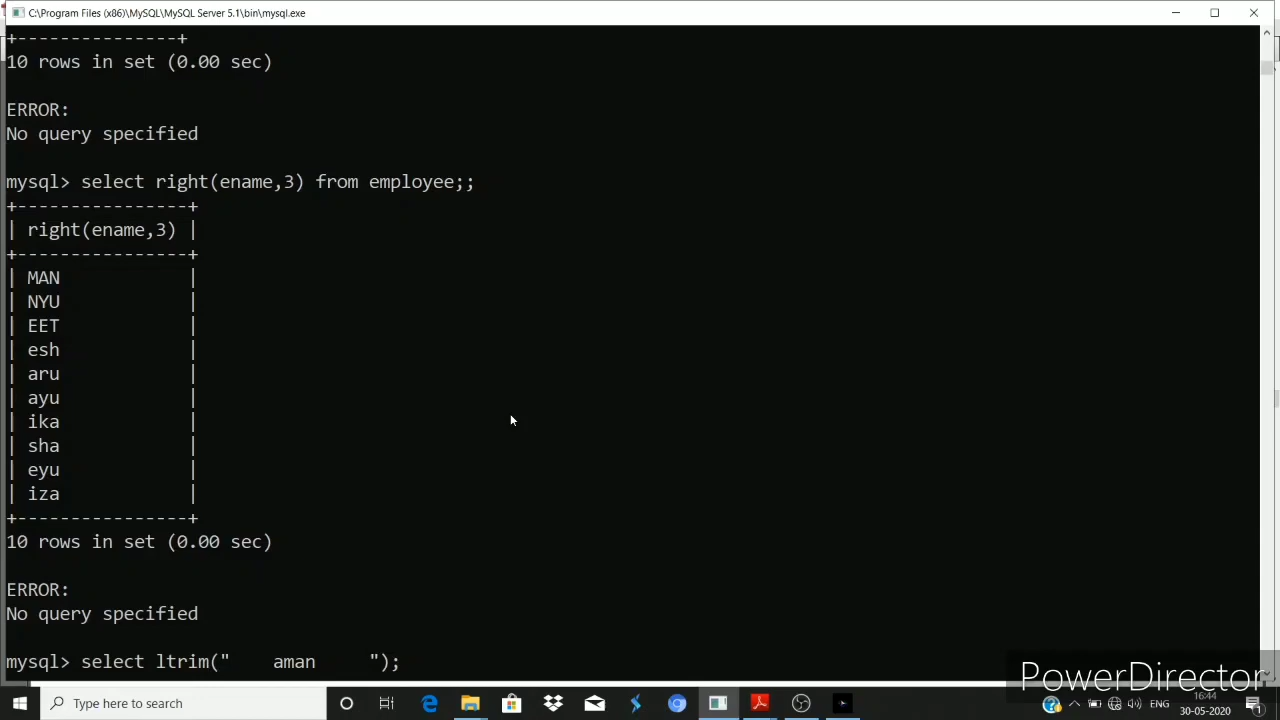 C:\Program Files (x86)\MySQL\MySQL Server 5.1\bin\mysql.exe
+---------------+
10 rows in set (0.00 sec)
ERROR:
No query specified
mysql> select right(ename,3) from employee;;
+----------------+
| right(ename,3) |
+----------------+
| MAN            |
| NYU            |
| EET            |
| esh            |
| aru            |
| ayu            |
| ika            |
| sha            |
| eyu            |
| iza            |
+----------------+
10 rows in set (0.00 sec)
ERROR:
No query specified
mysql> select ltrim("    aman     ");
PowerDirector
Type here to search
ENG
16:44
30-05-2020